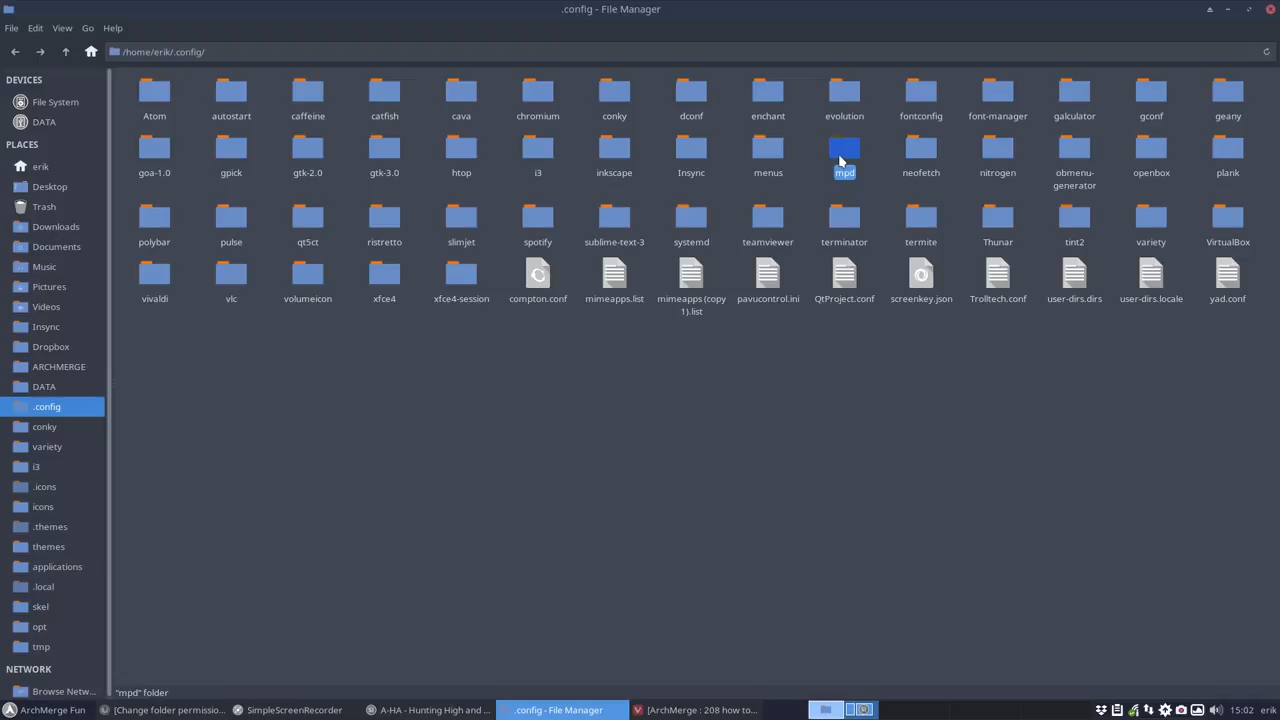 .config - File Manager
File Edit View Go Help
/home/erik/.config/
DEVICES
File System
DATA
PLACES
erik
Desktop
Trash
Downloads
Documents
Music
Pictures
Videos
Insync
Dropbox
ARCHMERGE
DATA
.config
conky
variety
i3
.icons
icons
.themes
themes
applications
.local
skel
opt
tmp
NETWORK
Browse Netw...
Atom autostart caffeine catfish cava chromium conky dconf enchant evolution fontconfig font-manager galculator gconf geany
goa-1.0 gpick gtk-2.0 gtk-3.0 htop i3 inkscape Insync menus mpd neofetch nitrogen obmenu-generator openbox plank
polybar pulse qt5ct ristretto slimjet spotify sublime-text-3 systemd teamviewer terminator termite Thunar tint2 variety VirtualBox
vivaldi vlc volumeicon xfce4 xfce4-session compton.conf mimeapps.list mimeapps (copy 1).list pavucontrol.ini QtProject.conf screenkey.json Trolltech.conf user-dirs.dirs user-dirs.locale yad.conf
"mpd" folder
ArchMerge Fun [Change folder permissio... SimpleScreenRecorder A-HA - Hunting High and ... .config - File Manager [ArchMerge : 208 how to... 15:02 erik